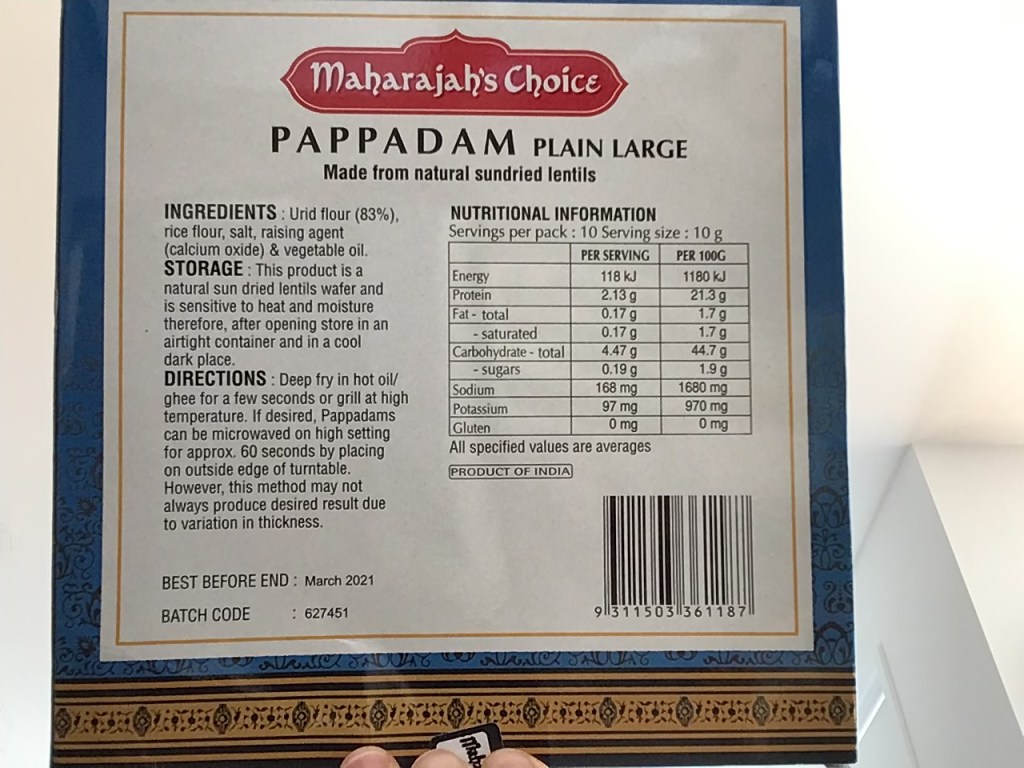 Maharajah's Choice
PAPPADAM PLAIN LARGE
Made from natural sundried lentils
INGREDIENTS : Urid flour (83%),
rice flour, salt, raising agent
(calcium oxide) & vegetable oil.
STORAGE : This product is a
natural sun dried lentils wafer and
is sensitive to heat and moisture
therefore, after opening store in an
airtight container and in a cool
dark place.
DIRECTIONS : Deep fry in hot oil/
ghee for a few seconds or grill at high
temperature. If desired, Pappadams
can be microwaved on high setting
for approx. 60 seconds by placing
on outside edge of turntable.
However, this method may not
always produce desired result due
to variation in thickness.
BEST BEFORE END : March 2021
BATCH CODE : 627451
NUTRITIONAL INFORMATION
Servings per pack : 10 Serving size : 10 g
PER SERVING PER 100G
Energy 118 kJ 1180 kJ
Protein 2.13 g 21.3 g
Fat - total 0.17 g 1.7 g
- saturated 0.17 g 1.7 g
Carbohydrate - total 4.47 g 44.7 g
- sugars 0.19 g 1.9 g
Sodium 168 mg 1680 mg
Potassium 97 mg 970 mg
Gluten 0 mg 0 mg
All specified values are averages
PRODUCT OF INDIA
9 311503 361187